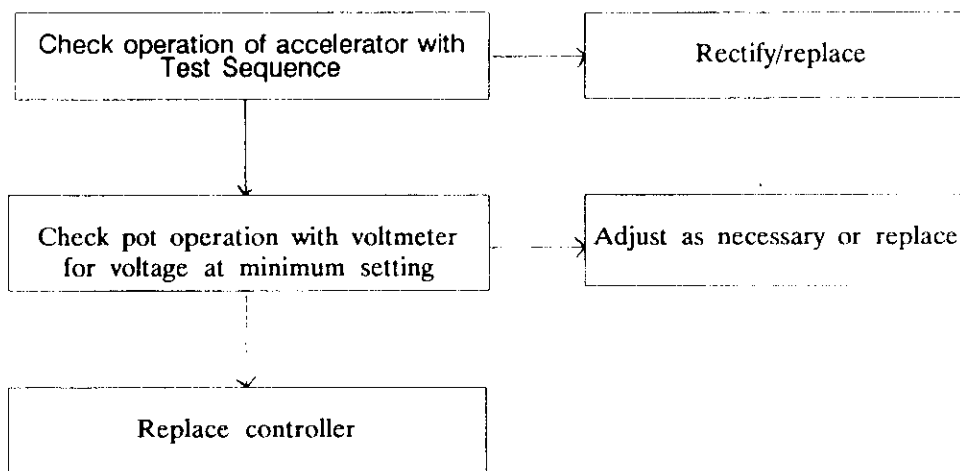 Check operation of accelerator with
Test Sequence
Rectify/replace
Check pot operation with voltmeter
for voltage at minimum setting
Adjust as necessary or replace
Replace controller